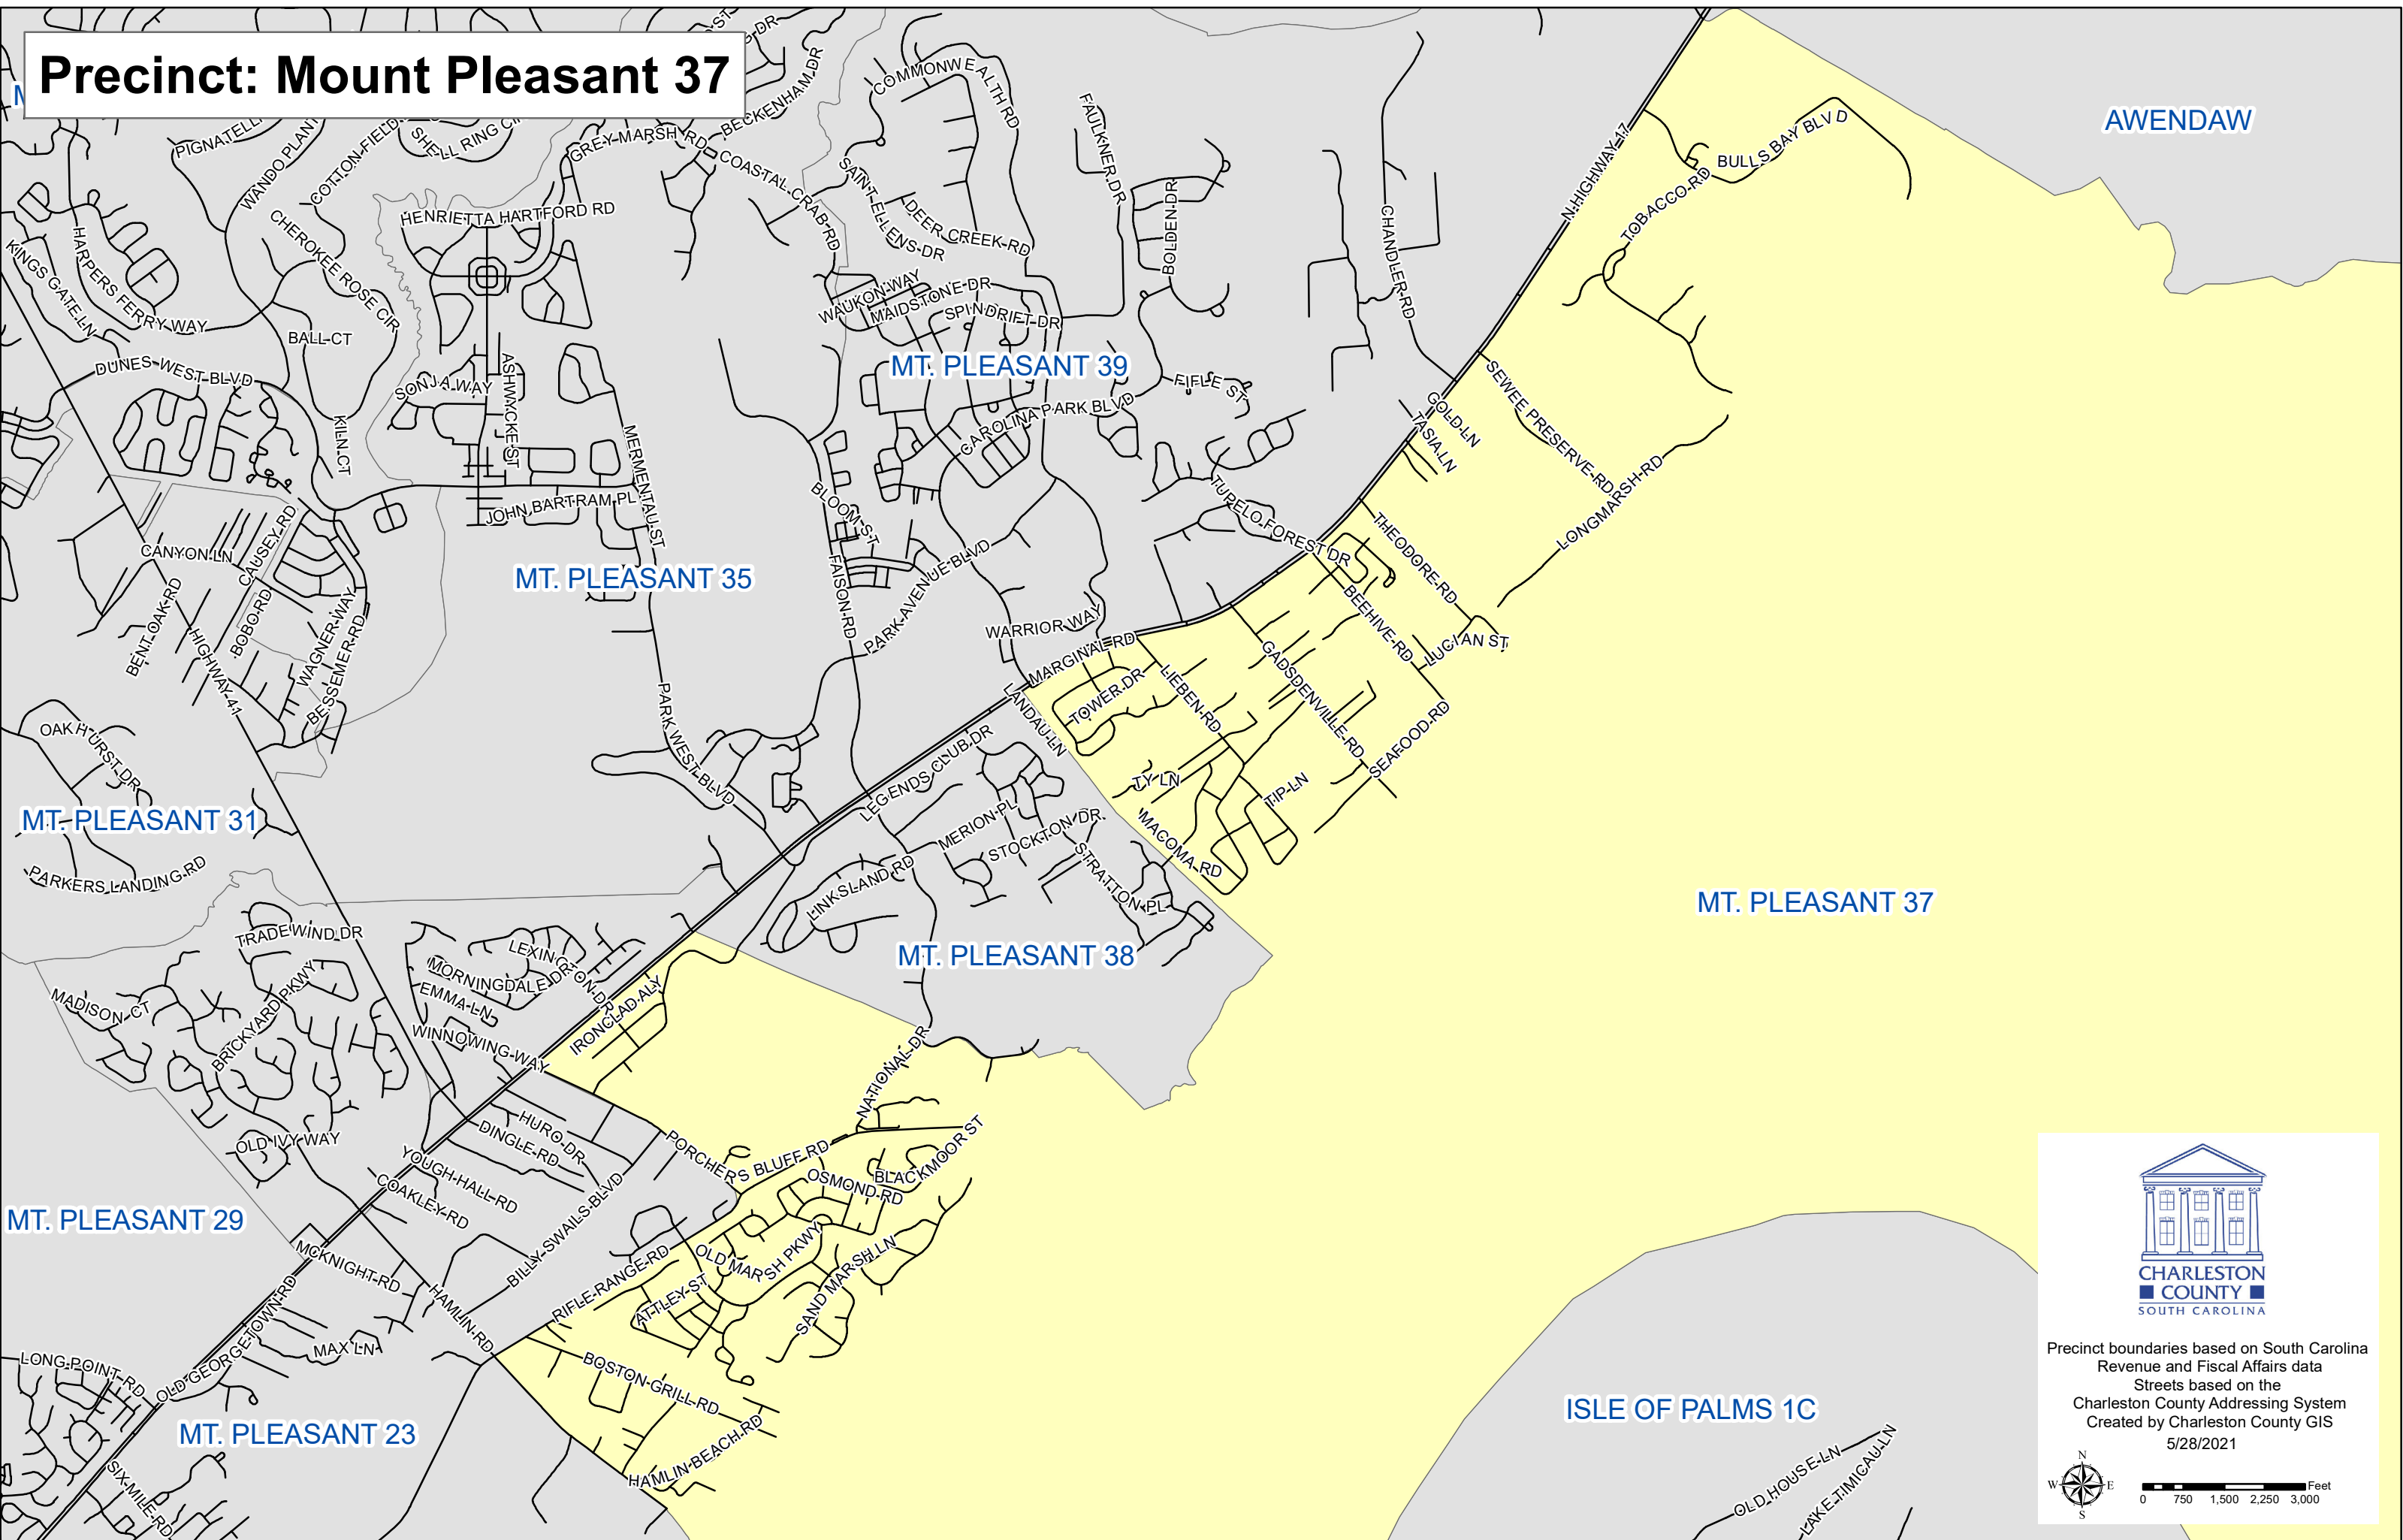 Precinct: Mount Pleasant 37
AWENDAW
COMMONWEALTH RD
BECKENHAM DR
FAULKNER DR
BULLS BAY BLVD
N HIGHWAY 17
TOBACCO RD
PIGNATELLI
WANDO PLANT
COTTON FIELD
SHELL RING CIR
GREY MARSH RD
COASTAL CRAB RD
SAINT ELLENS DR
DEER CREEK RD
BOLDEN DR
CHANDLER RD
HENRIETTA HARTFORD RD
CHEROKEE ROSE CIR
HARPERS FERRY WAY
KINGS GATE LN
WAUKON WAY
MAIDSTONE DR
SPINDRIFT DR
BALL CT
DUNES WEST BLVD
SONJA WAY
ASHWYCKE ST
MT. PLEASANT 39
EIFLE ST
SEWEE PRESERVE RD
GOLD LN
TASIA LN
CAROLINA PARK BLVD
KILN CT
MERMENTAU ST
JOHN BARTRAM PL
BLOOM ST
TUPELO FOREST DR
THEODORE RD
LONGMARSH RD
CANYON LN
CAUSEY RD
BENT OAK RD
BOBO RD
WAGNER WAY
BESSEMER RD
HIGHWAY 41
MT. PLEASANT 35
FAISON RD
PARK AVENUE BLVD
WARRIOR WAY
MARGINAL RD
BEEHIVE RD
LUCIAN ST
GADSDENVILLE RD
LIEBEN RD
TOWER DR
LANDAU LN
SEAFOOD RD
TY LN
TIP LN
MACOMA RD
OAK HURST DR
PARK WEST BLVD
LEGENDS CLUB DR
MERION PL
STOCKTON DR
STRATTON PL
LINKSLAND RD
MT. PLEASANT 31
PARKERS LANDING RD
MT. PLEASANT 37
MT. PLEASANT 38
TRADEWIND DR
LEXINGTON DR
MORNINGDALE DR
EMMA LN
WINNOWING WAY
IRONCLAD ALY
MADISON CT
BRICKYARD PKWY
NATIONAL DR
OLD IVY WAY
HURO DR
DINGLE RD
YOUGH HALL RD
COAKLEY RD
PORCHERS BLUFF RD
BLACKMOOR ST
OSMOND RD
MT. PLEASANT 29
MCKNIGHT RD
BILLY SWAILS BLVD
RIFLE RANGE RD
OLD MARSH PKWY
SAND MARSH LN
ATTLEY ST
HAMLIN RD
OLD GEORGETOWN RD
MAX LN
LONG POINT RD
BOSTON GRILL RD
HAMLIN BEACH RD
MT. PLEASANT 23
SIX MILE RD
ISLE OF PALMS 1C
OLD HOUSE LN
LAKE TIMICAU LN
CHARLESTON
COUNTY
SOUTH CAROLINA
Precinct boundaries based on South Carolina
Revenue and Fiscal Affairs data
Streets based on the
Charleston County Addressing System
Created by Charleston County GIS
5/28/2021
N
W E
S
Feet
0 750 1,500 2,250 3,000